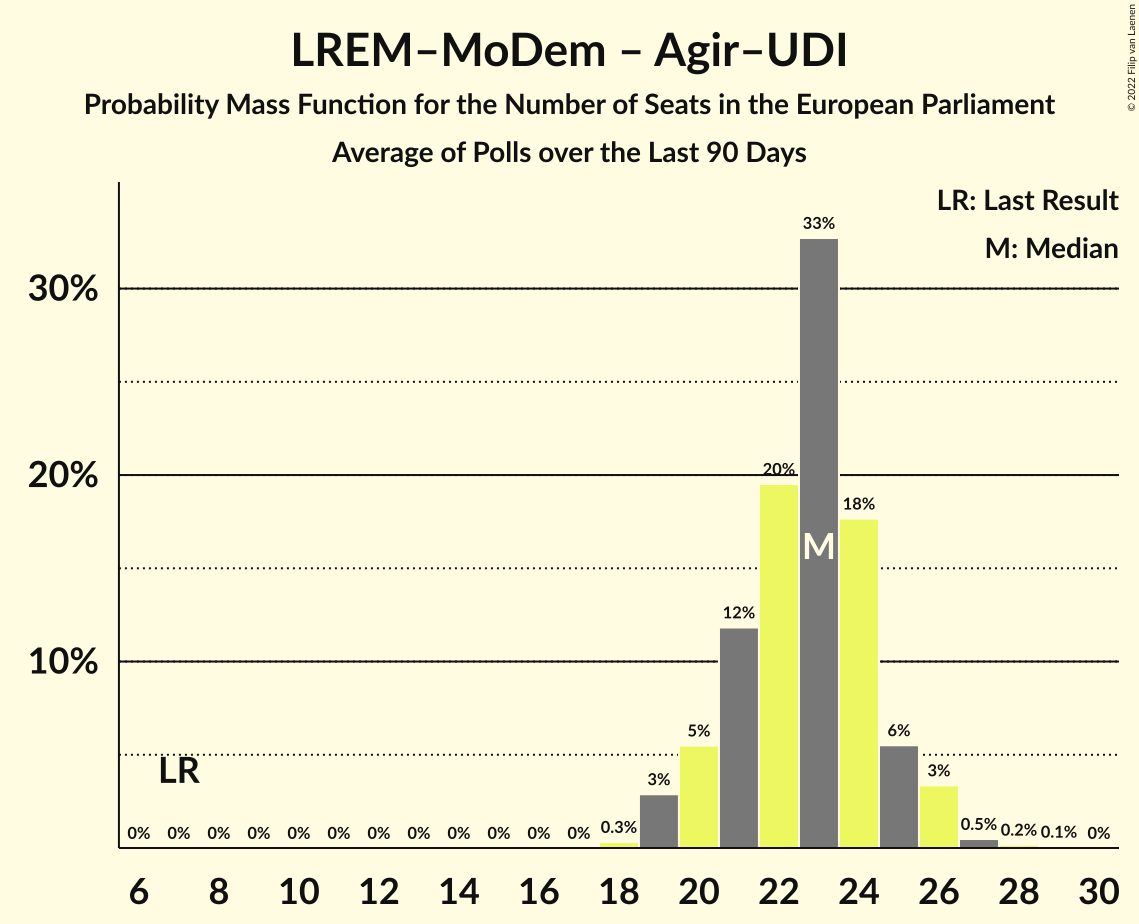 LREM–MoDem – Agir–UDI
Probability Mass Function for the Number of Seats in the European Parliament
Average of Polls over the Last 90 Days
© 2022 Filip van Laenen
LR: Last Result
M: Median
33%
30%
20%
20%
18%
M
12%
10%
5%
6%
LR
3%
3%
0% 0% 0% 0% 0% 0% 0% 0% 0% 0% 0% 0% 0.3% 0.5% 0.2% 0.1% 0%
6 8 10 12 14 16 18 20 22 24 26 28 30